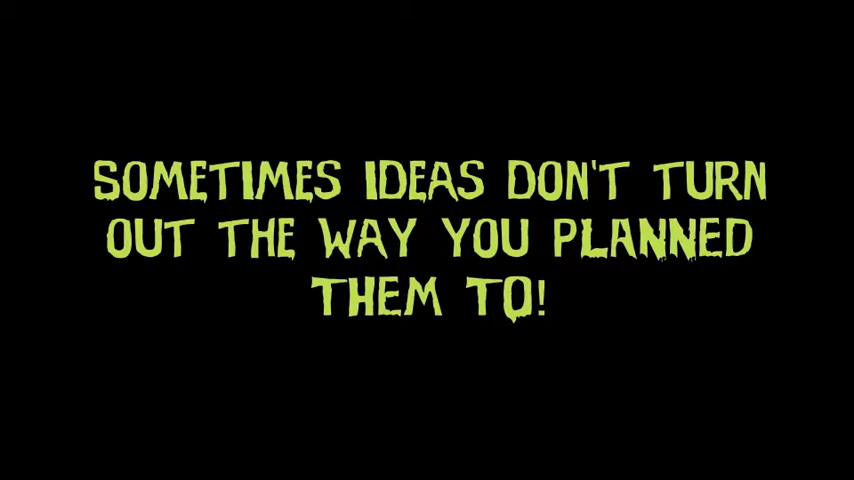 SOMETIMES IDEAS DON'T TURN
OUT THE WAY YOU PLANNED
THEM TO!